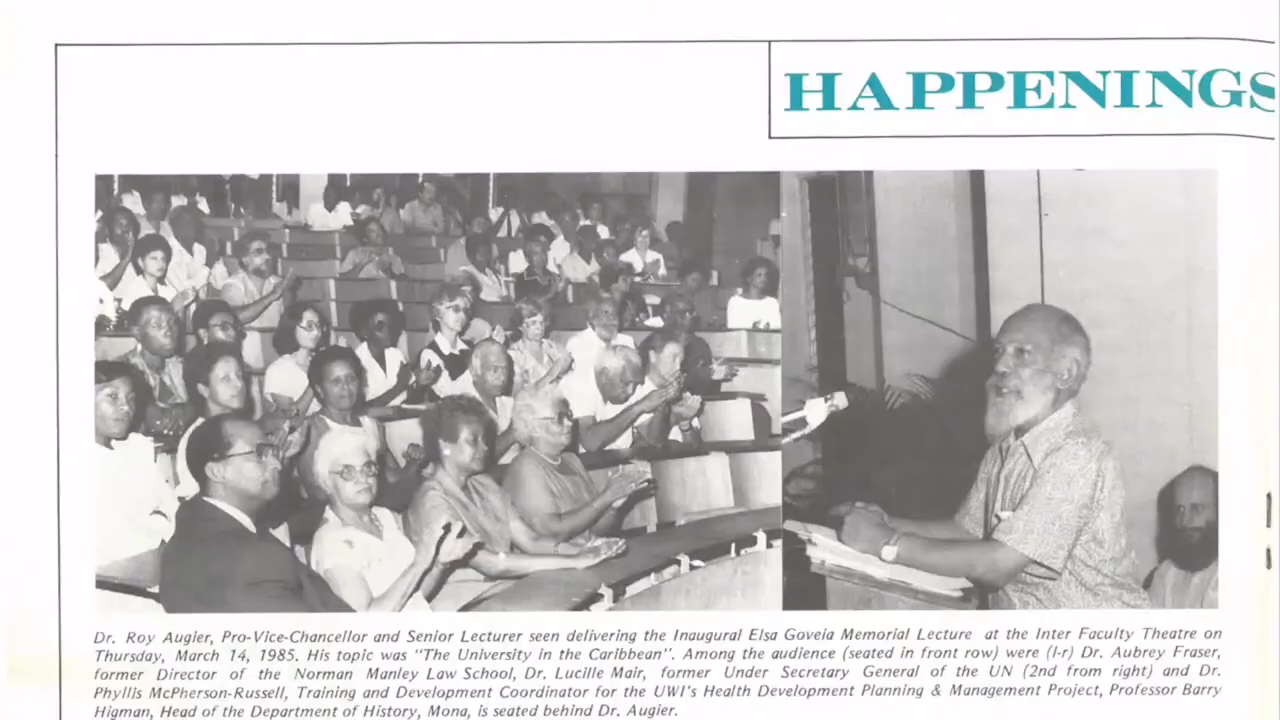 HAPPENINGS
Dr. Roy Augier, Pro-Vice-Chancellor and Senior Lecturer seen delivering the Inaugural Elsa Goveia Memorial Lecture at the Inter Faculty Theatre on
Thursday, March 14, 1985. His topic was "The University in the Caribbean". Among the audience (seated in front row) were (l-r) Dr. Aubrey Fraser,
former Director of the Norman Manley Law School, Dr. Lucille Mair, former Under Secretary General of the UN (2nd from right) and Dr.
Phyllis McPherson-Russell, Training and Development Coordinator for the UWI's Health Development Planning & Management Project, Professor Barry
Higman, Head of the Department of History, Mona, is seated behind Dr. Augier.